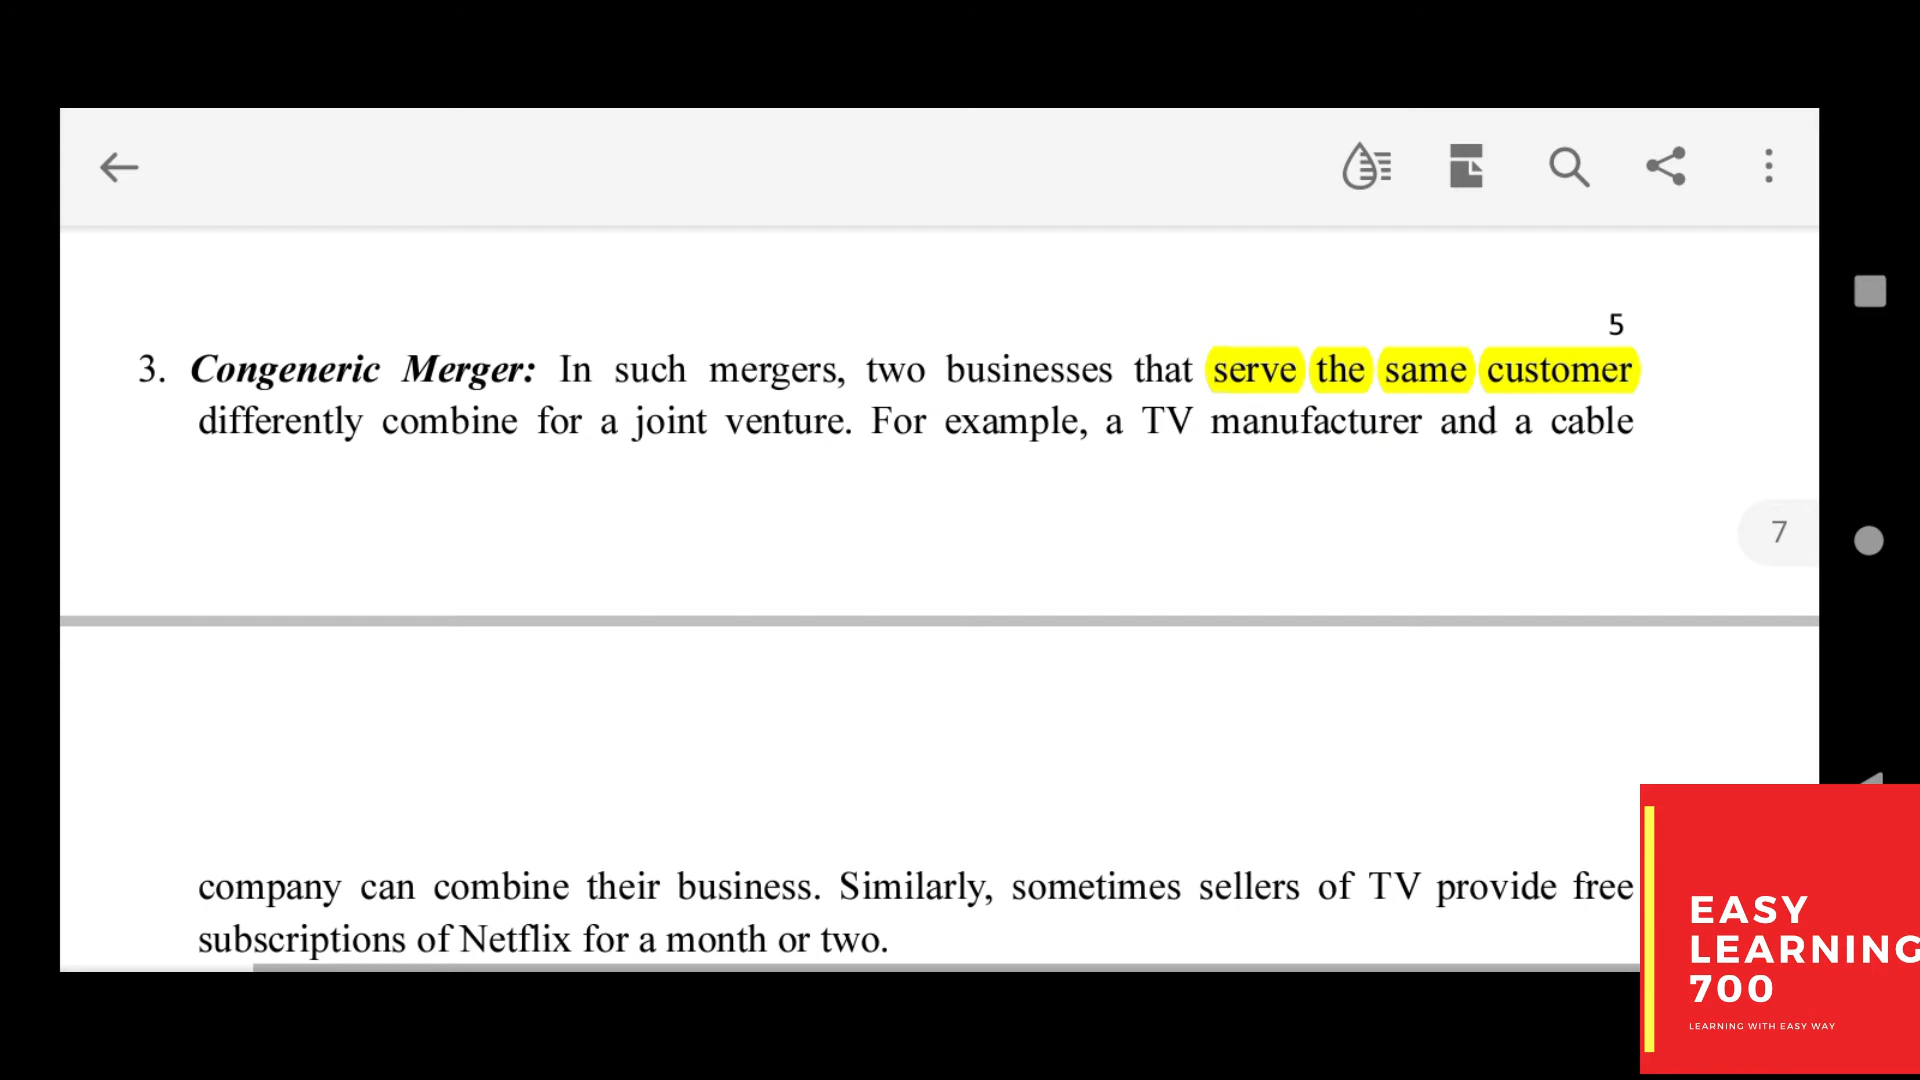 5
3. Congeneric Merger: In such mergers, two businesses that serve the same customer
differently combine for a joint venture. For example, a TV manufacturer and a cable
7
company can combine their business. Similarly, sometimes sellers of TV provide free
subscriptions of Netflix for a month or two.
EASY
LEARNING
700
LEARNING WITH EASY WAY